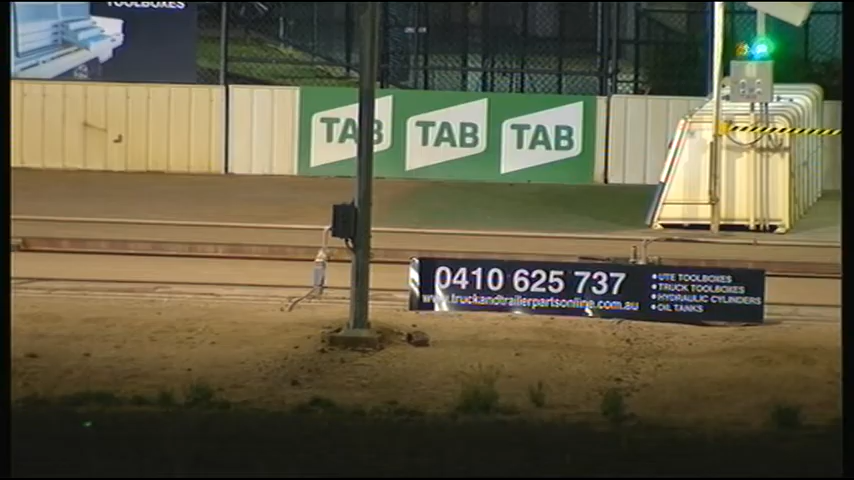 TOOLBOXES
TAB TAB TAB
0410 625 737
www.truckandtrailerpartsonline.com.au
UTE TOOLBOXES
TRUCK TOOLBOXES
HYDRAULIC CYLINDERS
OIL TANKS